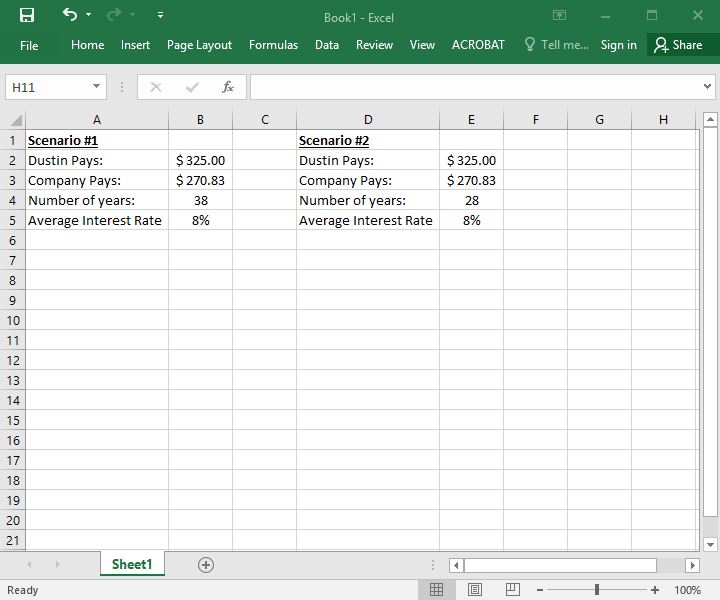 Book1 - Excel
File Home Insert Page Layout Formulas Data Review View ACROBAT Tell me... Sign in Share
H11 fx
A B C D E F G H
1 Scenario #1 Scenario #2
2 Dustin Pays: $ 325.00 Dustin Pays: $ 325.00
3 Company Pays: $ 270.83 Company Pays: $ 270.83
4 Number of years: 38 Number of years: 28
5 Average Interest Rate 8% Average Interest Rate 8%
6
7
8
9
10
11
12
13
14
15
16
17
18
19
20
21
Sheet1
Ready 100%